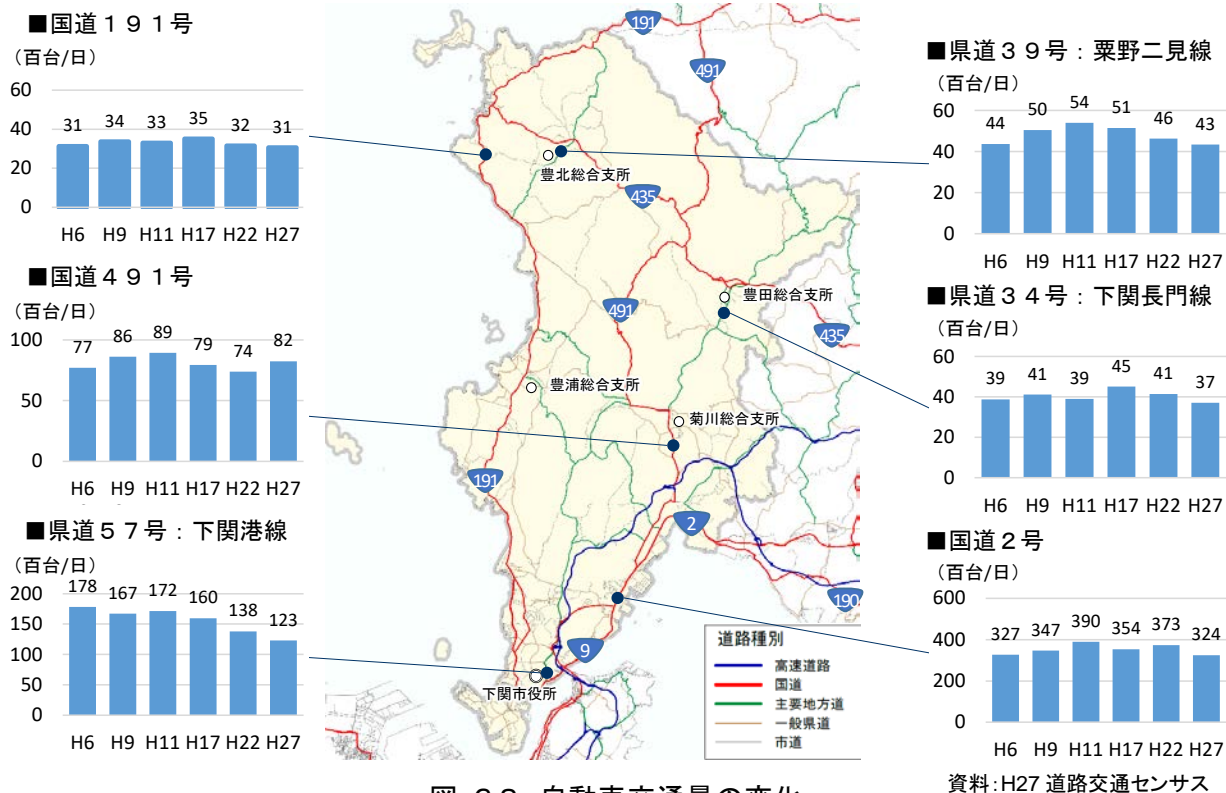 ■国道１９１号
（百台/日）
60
40
20
0
31 34 33 35 32 31
H6 H9 H11 H17 H22 H27
■国道４９１号
（百台/日）
100
50
0
77 86 89 79 74 82
H6 H9 H11 H17 H22 H27
■県道５７号：下関港線
（百台/日）
200
150
100
50
0
178 167 172 160 138 123
H6 H9 H11 H17 H22 H27
191
491
豊北総合支所
435
491
豊田総合支所
435
豊浦総合支所
菊川総合支所
191
2
190
9
下関市役所
道路種別
高速道路
国道
主要地方道
一般県道
市道
■県道３９号：粟野二見線
（百台/日）
60
40
20
0
44 50 54 51 46 43
H6 H9 H11 H17 H22 H27
■県道３４号：下関長門線
（百台/日）
60
40
20
0
39 41 39 45 41 37
H6 H9 H11 H17 H22 H27
■国道２号
（百台/日）
600
400
200
0
327 347 390 354 373 324
H6 H9 H11 H17 H22 H27
資料：H27 道路交通センサス
自動車交通量の変化